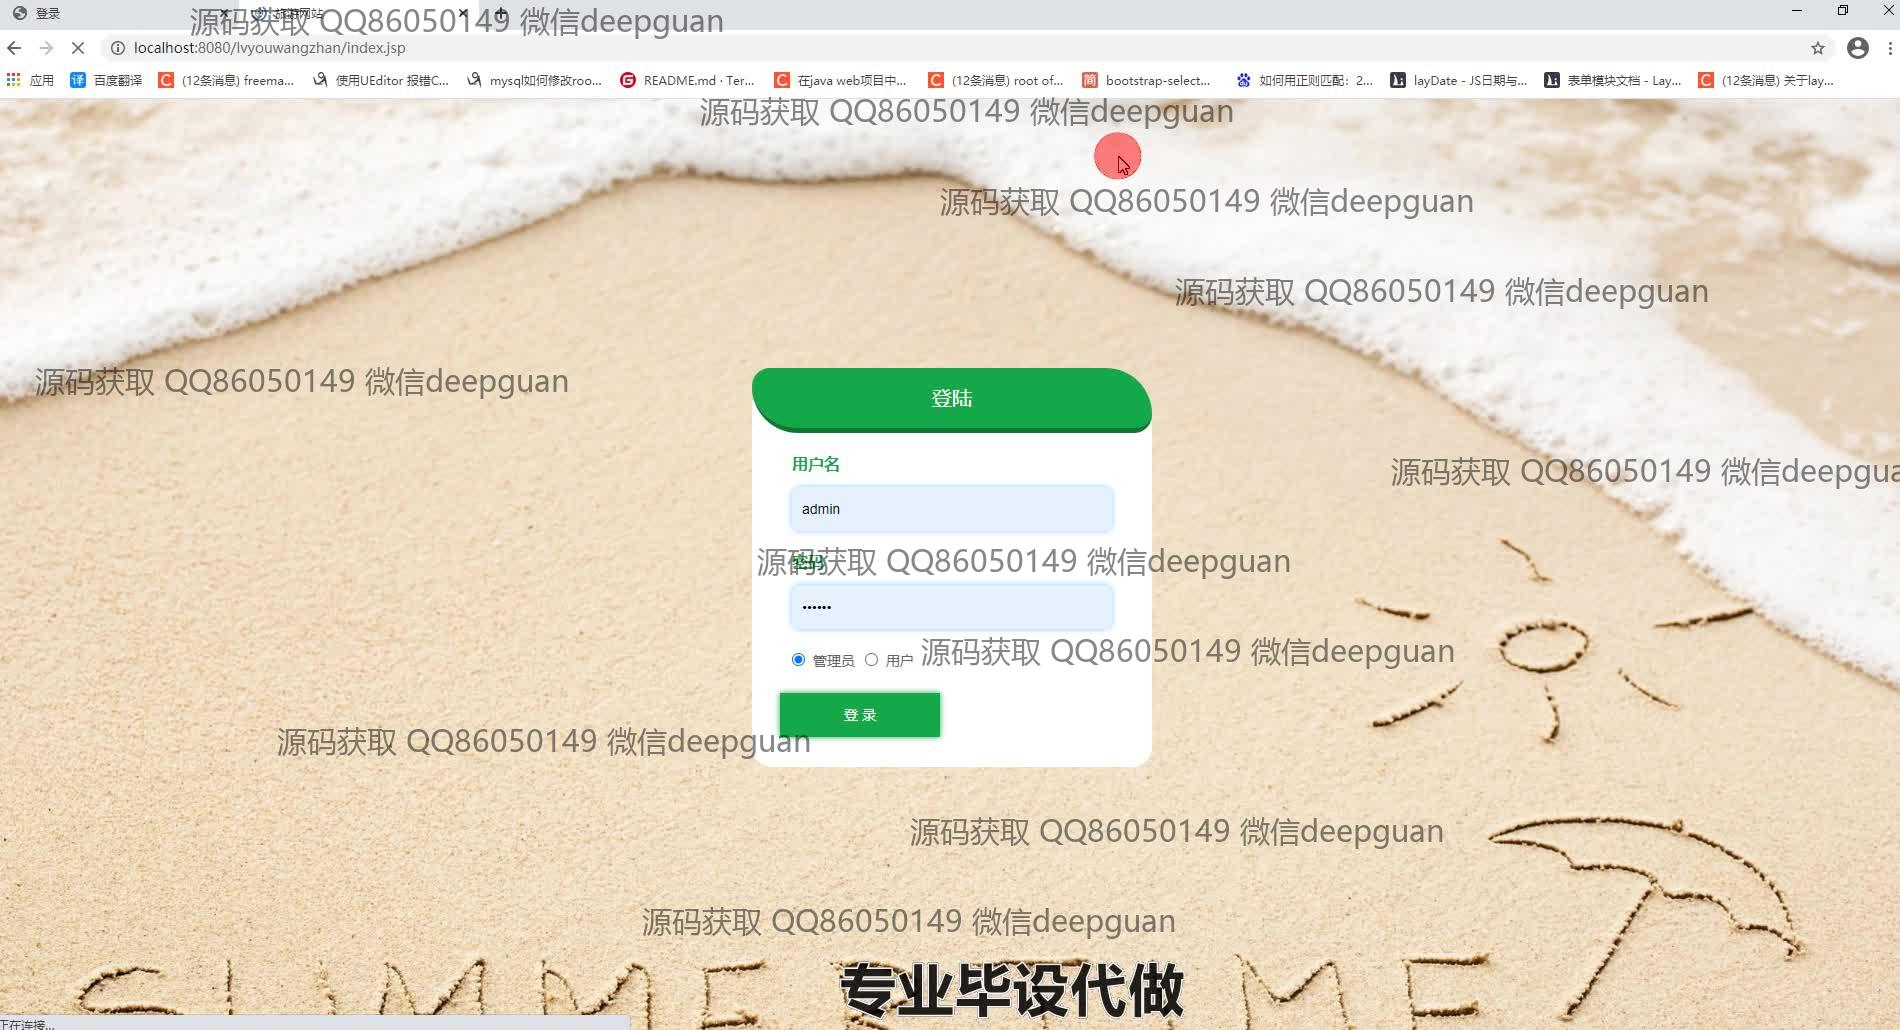 登录
旅游网站
源码获取 QQ86050149 微信deepguan
localhost:8080/lvyouwangzhan/index.jsp
应用
百度翻译
(12条消息) freema...
使用UEditor 报错C...
mysql如何修改roo...
README.md · Ter...
在java web项目中...
(12条消息) root of...
bootstrap-select...
如何用正则匹配：2...
layDate - JS日期与...
表单模块文档 - Lay...
(12条消息) 关于lay...
源码获取 QQ86050149 微信deepguan
源码获取 QQ86050149 微信deepguan
源码获取 QQ86050149 微信deepguan
源码获取 QQ86050149 微信deepguan
登陆
用户名
源码获取 QQ86050149 微信deepgua
admin
密码
源码获取 QQ86050149 微信deepguan
••••••
管理员 用户
源码获取 QQ86050149 微信deepguan
登 录
源码获取 QQ86050149 微信deepguan
源码获取 QQ86050149 微信deepguan
源码获取 QQ86050149 微信deepguan
SUMMER TIME
专业毕设代做
正在连接...